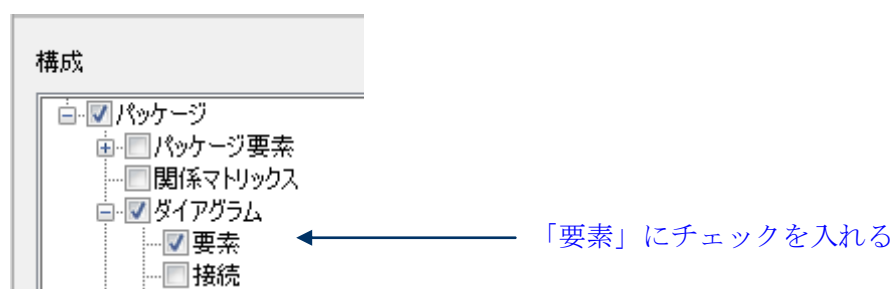 構成
パッケージ
パッケージ要素
関係マトリックス
ダイアグラム
要素
「要素」にチェックを入れる
接続